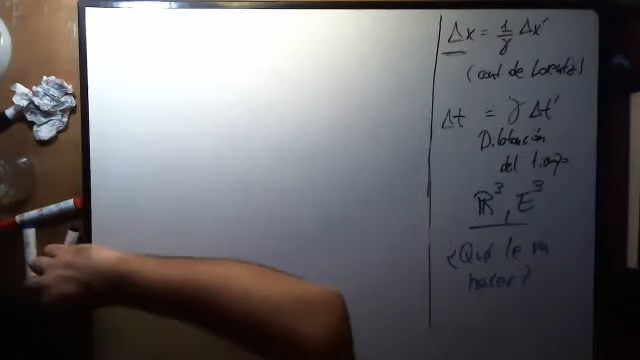 Δx = 1/γ Δx'
(cont de Lorentz)
Δt = γ Δt'
Dilatación
del tiempo
ℝ³, E³
¿Qué le va
hacer?